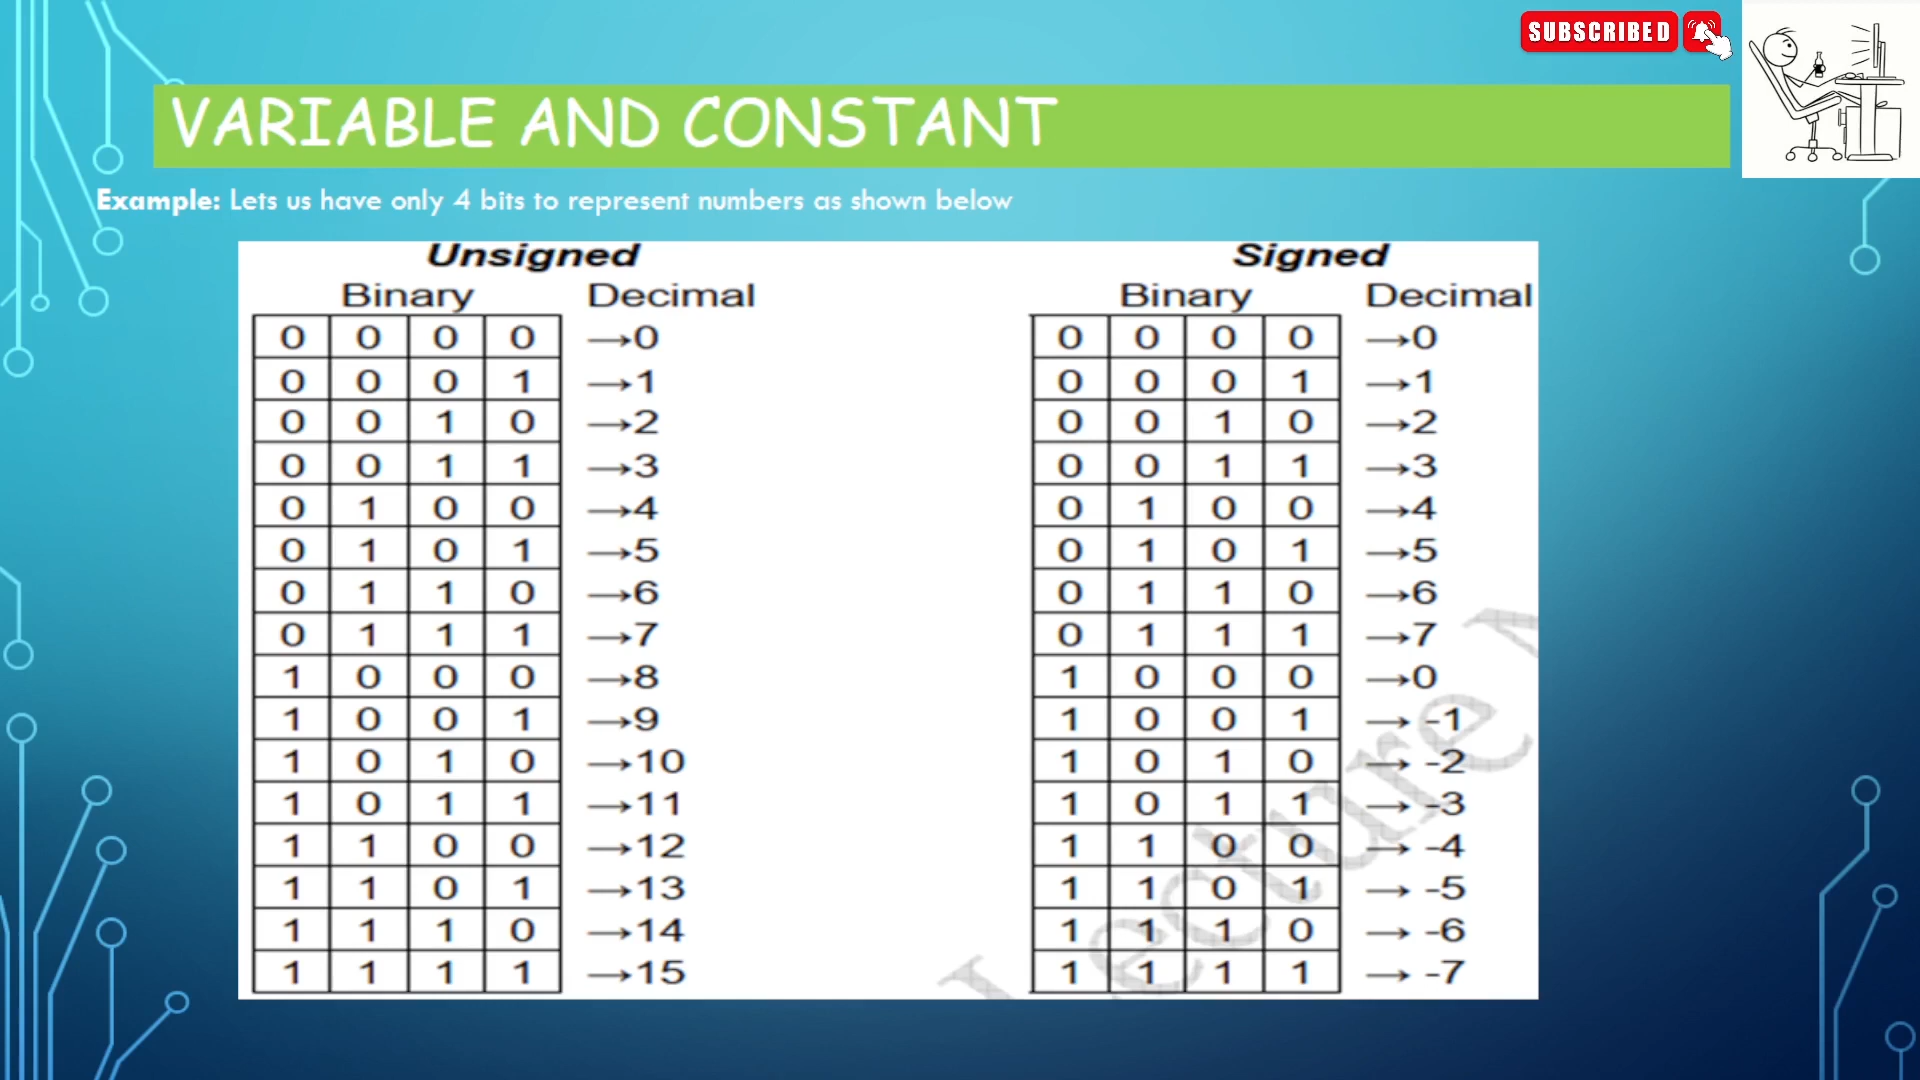 SUBSCRIBED
VARIABLE AND CONSTANT
Example: Lets us have only 4 bits to represent numbers as shown below
Unsigned Signed
Binary Decimal Binary Decimal
0 0 0 0 →0 0 0 0 0 →0
0 0 0 1 →1 0 0 0 1 →1
0 0 1 0 →2 0 0 1 0 →2
0 0 1 1 →3 0 0 1 1 →3
0 1 0 0 →4 0 1 0 0 →4
0 1 0 1 →5 0 1 0 1 →5
0 1 1 0 →6 0 1 1 0 →6
0 1 1 1 →7 0 1 1 1 →7
1 0 0 0 →8 1 0 0 0 →0
1 0 0 1 →9 1 0 0 1 → -1
1 0 1 0 →10 1 0 1 0 → -2
1 0 1 1 →11 1 0 1 1 → -3
1 1 0 0 →12 1 1 0 0 → -4
1 1 0 1 →13 1 1 0 1 → -5
1 1 1 0 →14 1 1 1 0 → -6
1 1 1 1 →15 1 1 1 1 → -7
Lecture